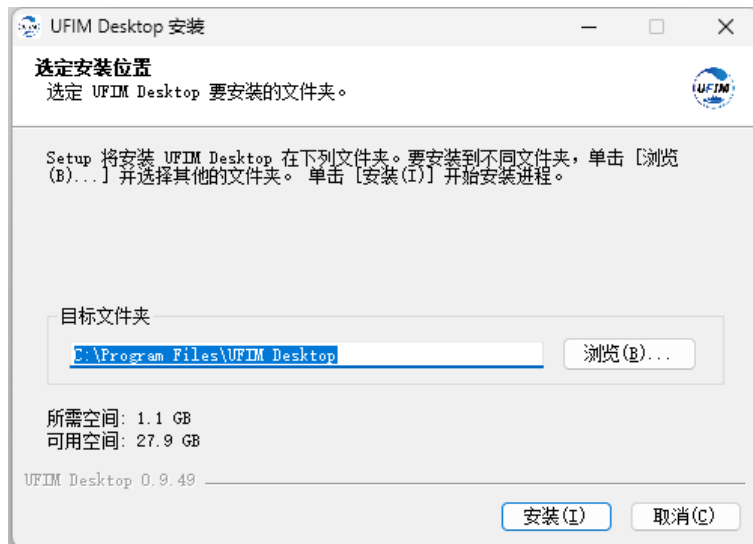 UFIM Desktop 安装
选定安装位置
选定 UFIM Desktop 要安装的文件夹。
UFIM
Setup 将安装 UFIM Desktop 在下列文件夹。要安装到不同文件夹，单击 [浏览
(B)...] 并选择其他的文件夹。 单击 [安装(I)] 开始安装进程。
目标文件夹
C:\Program Files\UFIM Desktop
浏览(B)...
所需空间: 1.1 GB
可用空间: 27.9 GB
UFIM Desktop 0.9.49
安装(I)
取消(C)